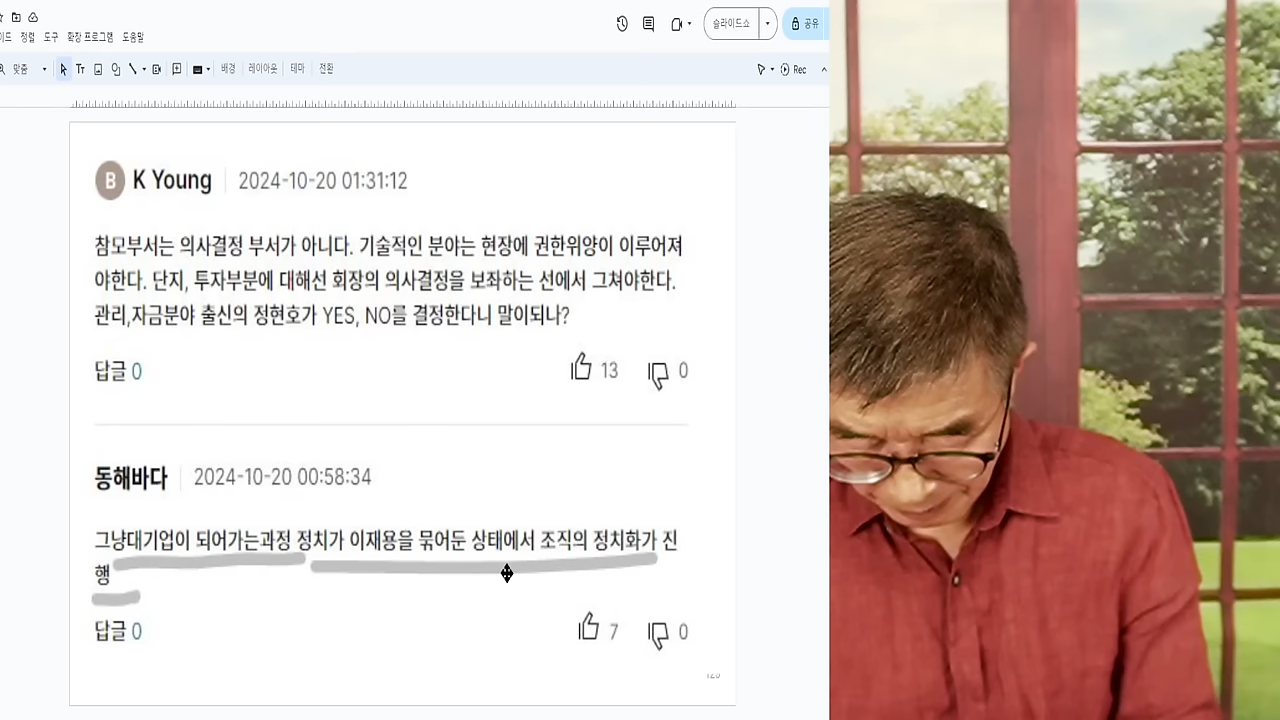 이드 정렬 도구 확장 프로그램 도움말
슬라이드쇼
공유
맞춤
Tr
배경
레이아웃
테마
전환
Rec
B K Young 2024-10-20 01:31:12
참모부서는 의사결정 부서가 아니다. 기술적인 분야는 현장에 권한위양이 이루어져
야한다. 단지, 투자부분에 대해선 회장의 의사결정을 보좌하는 선에서 그쳐야한다.
관리,자금분야 출신의 정현호가 YES, NO를 결정한다니 말이되나?
답글 0 13 0
동해바다 2024-10-20 00:58:34
그냥대기업이 되어가는과정 정치가 이재용을 묶어둔 상태에서 조직의 정치화가 진
행
답글 0 7 0